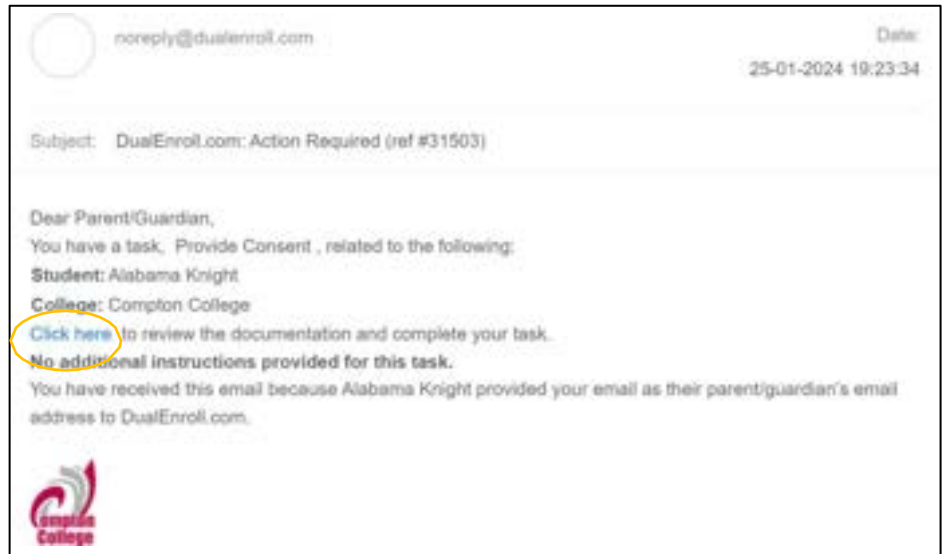 noreply@dualenroll.com
Date:
25-01-2024 19:23:34
Subject: DualEnroll.com: Action Required (ref #31503)
Dear Parent/Guardian,
You have a task, Provide Consent , related to the following:
Student: Alabama Knight
College: Compton College
Click here to review the documentation and complete your task.
No additional instructions provided for this task.
You have received this email because Alabama Knight provided your email as their parent/guardian's email
address to DualEnroll.com.
Compton
College